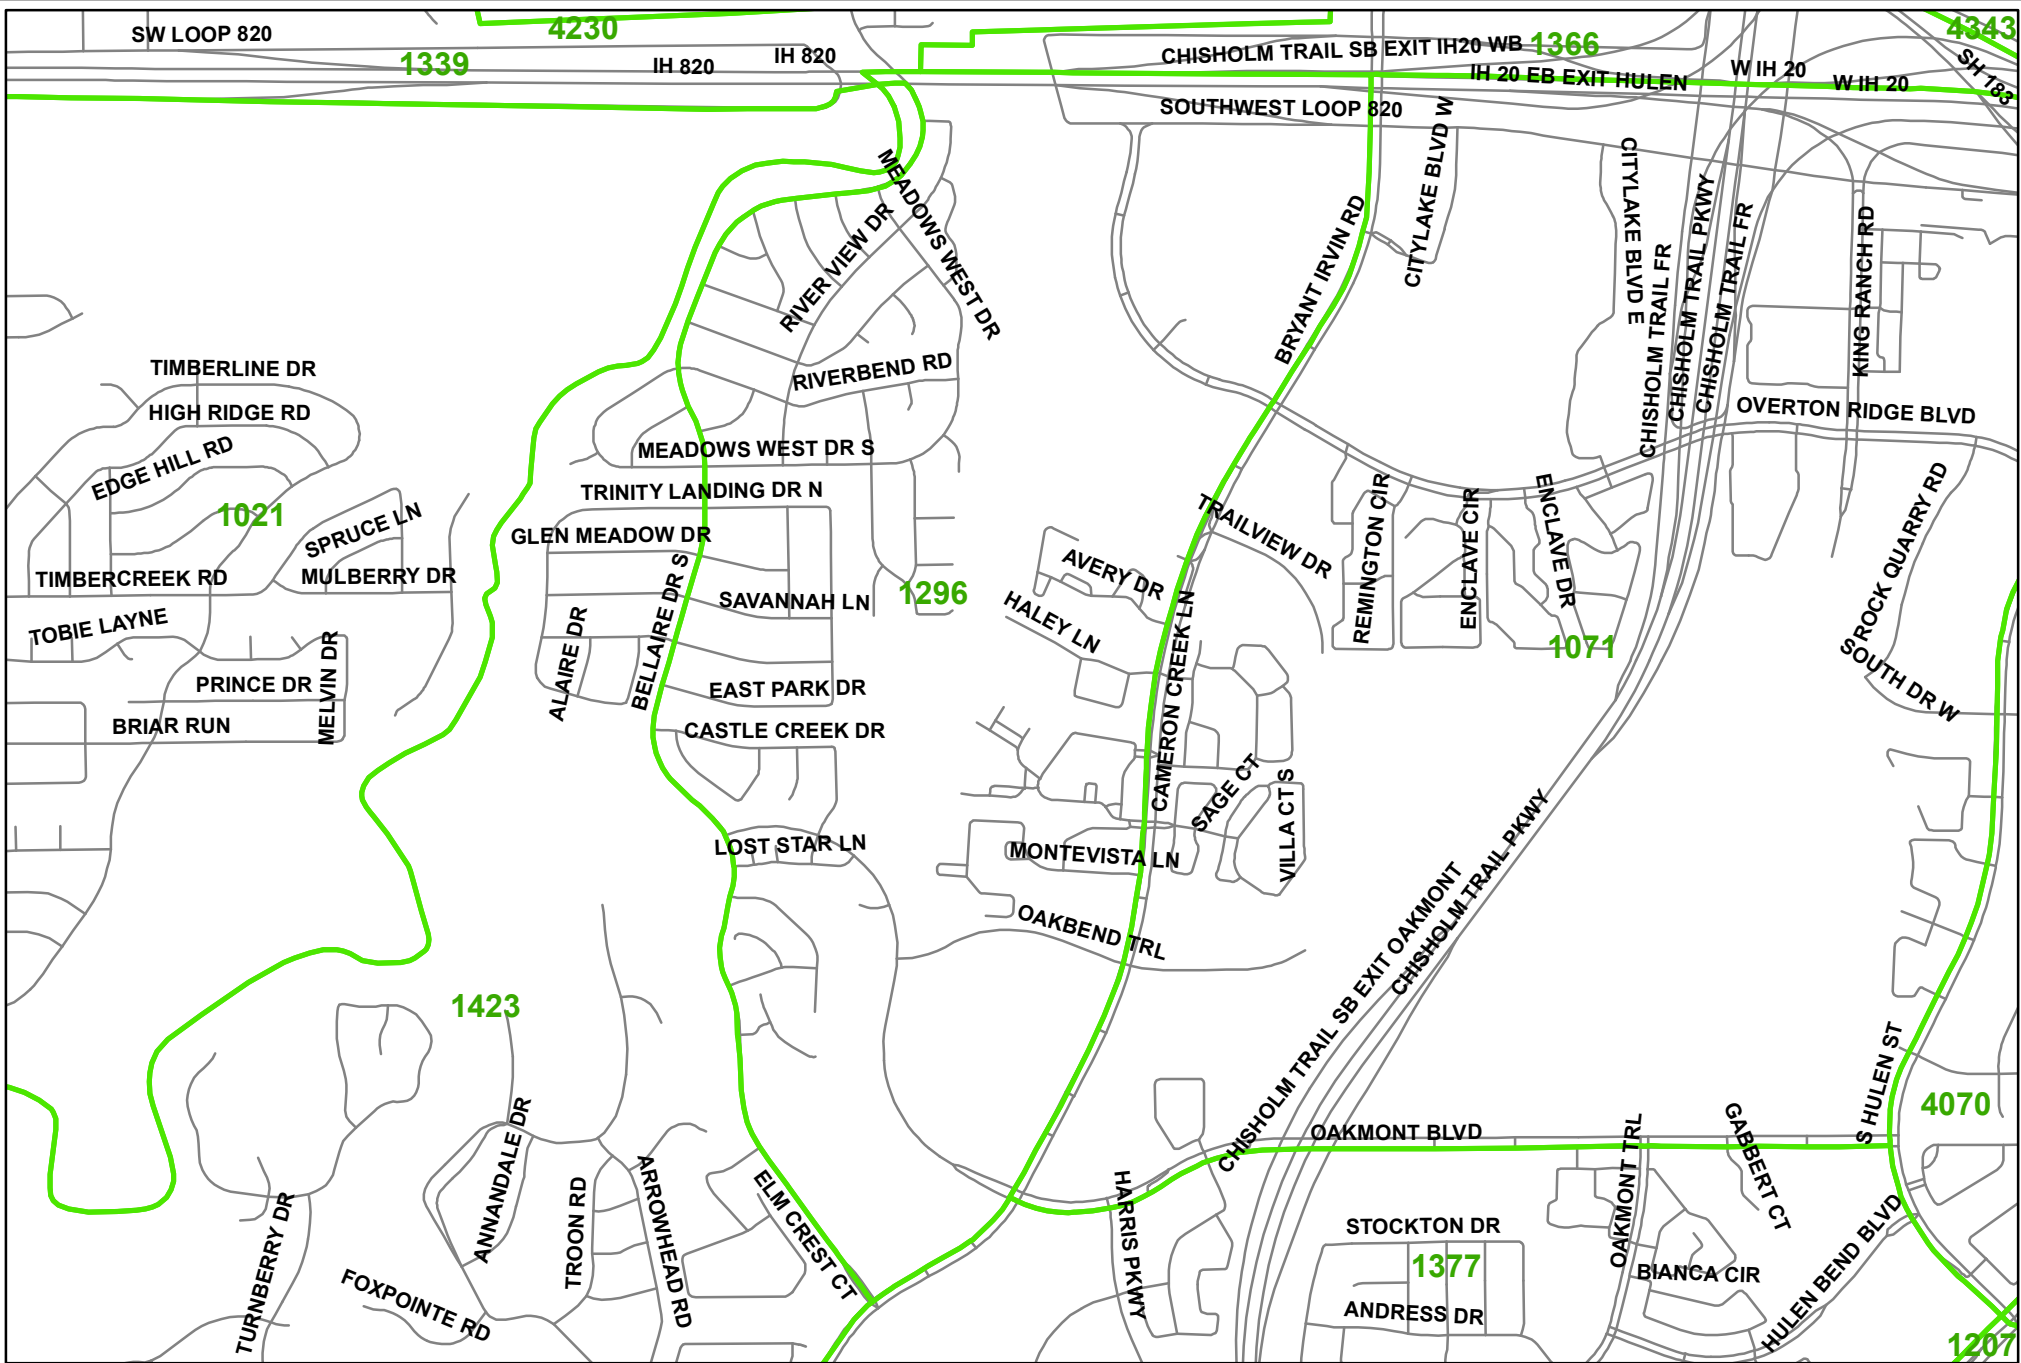 SW LOOP 820
4230
1339
IH 820
IH 820
CHISHOLM TRAIL SB EXIT IH20 WB
1366
4343
SH 183
W IH 20
W IH 20
IH 20 EB EXIT HULEN
SOUTHWEST LOOP 820
CITYLAKE BLVD W
CITYLAKE BLVD E
MEADOWS WEST DR
RIVER VIEW DR
BRYANT IRVIN RD
CHISHOLM TRAIL FR
CHISHOLM TRAIL PKWY
CHISHOLM TRAIL FR
KING RANCH RD
TIMBERLINE DR
HIGH RIDGE RD
EDGE HILL RD
1021
SPRUCE LN
RIVERBEND RD
OVERTON RIDGE BLVD
MEADOWS WEST DR S
TRINITY LANDING DR N
GLEN MEADOW DR
TRAILVIEW DR
REMINGTON CIR
ENCLAVE CIR
ENCLAVE DR
S ROCK QUARRY RD
TIMBERCREEK RD
MULBERRY DR
AVERY DR
1296
SAVANNAH LN
BELLAIRE DR S
ALAIRE DR
HALEY LN
CAMERON CREEK LN
1071
TOBIE LAYNE
MELVIN DR
PRINCE DR
BRIAR RUN
EAST PARK DR
CASTLE CREEK DR
SOUTH DR W
SAGE CT
VILLA CT S
LOST STAR LN
MONTEVISTA LN
OAKBEND TRL
CHISHOLM TRAIL SB EXIT OAKMONT
CHISHOLM TRAIL PKWY
1423
S HULEN ST
4070
OAKMONT BLVD
OAKMONT TRL
GABBERT CT
ANNANDALE DR
TROON RD
ARROWHEAD RD
ELM CREST CT
HARRIS PKWY
TURNBERRY DR
FOXPOINTE RD
STOCKTON DR
1377
ANDRESS DR
BIANCA CIR
HULEN BEND BLVD
1207